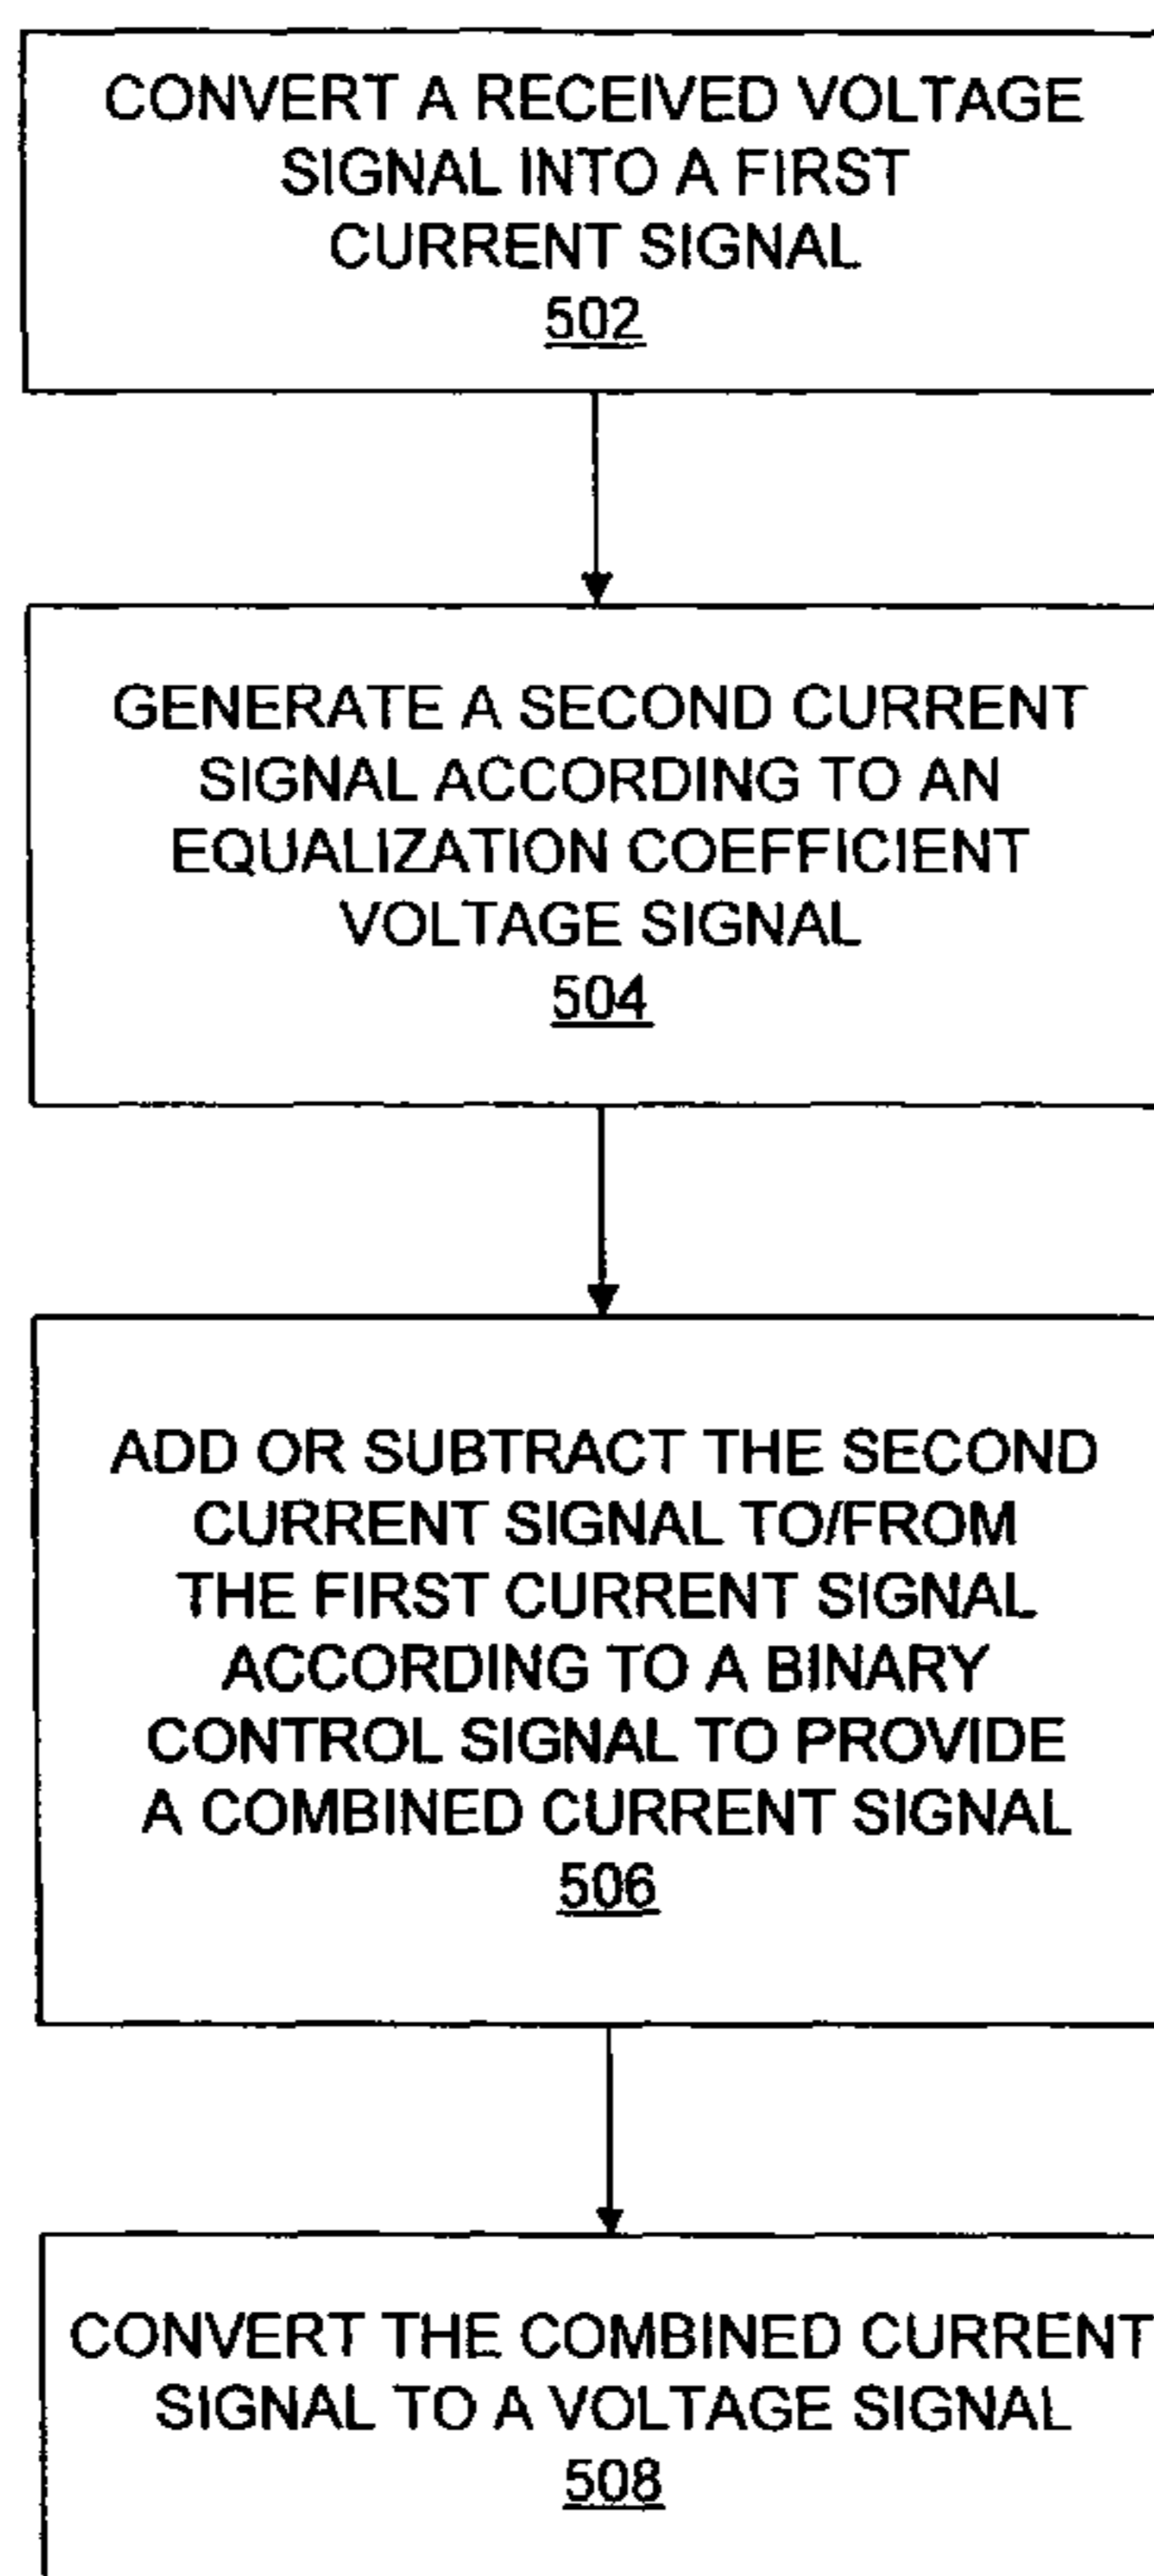 CONVERT A RECEIVED VOLTAGE
SIGNAL INTO A FIRST
CURRENT SIGNAL
502
GENERATE A SECOND CURRENT
SIGNAL ACCORDING TO AN
EQUALIZATION COEFFICIENT
VOLTAGE SIGNAL
504
ADD OR SUBTRACT THE SECOND
CURRENT SIGNAL TO/FROM
THE FIRST CURRENT SIGNAL
ACCORDING TO A BINARY
CONTROL SIGNAL TO PROVIDE
A COMBINED CURRENT SIGNAL
506
CONVERT THE COMBINED CURRENT
SIGNAL TO A VOLTAGE SIGNAL
508